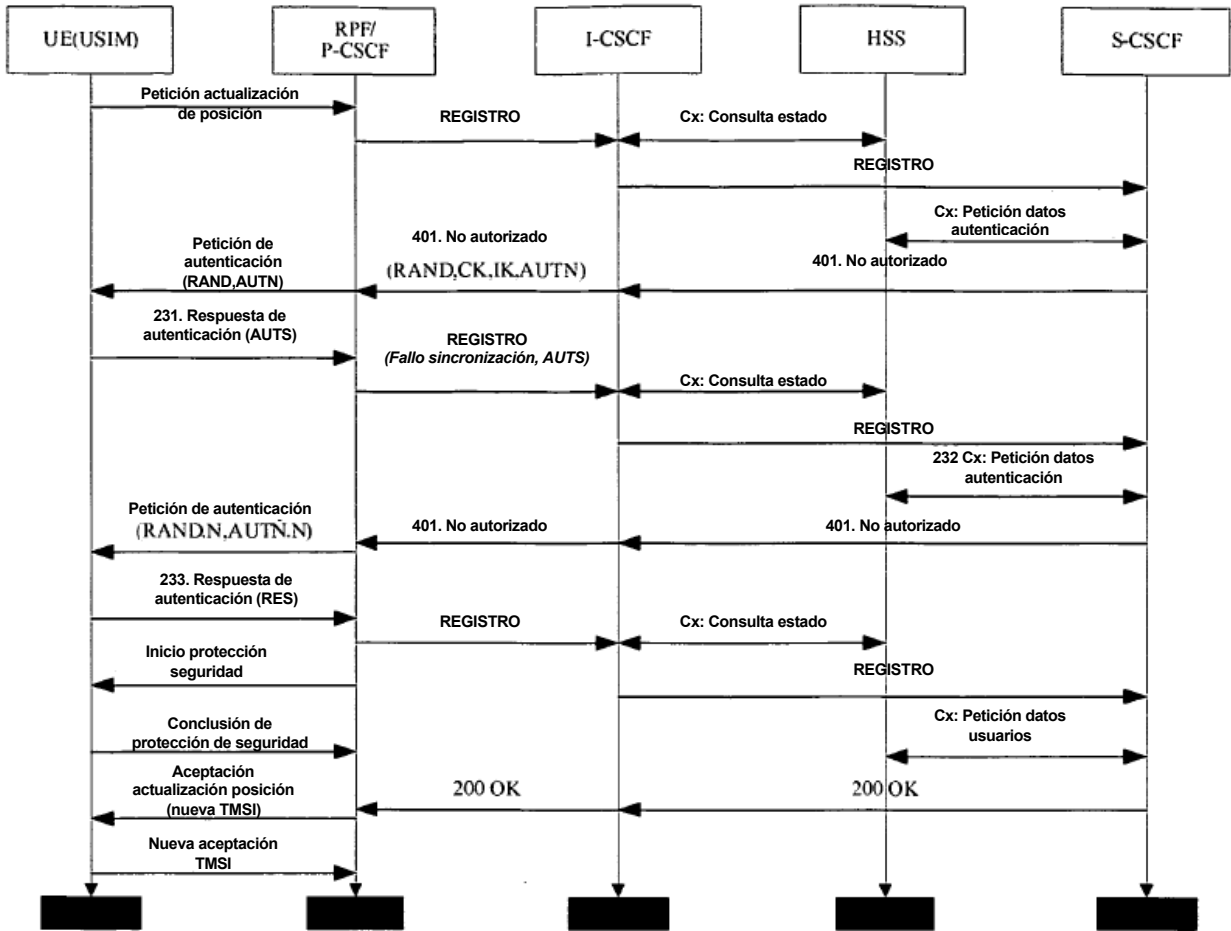 UE(USIM)
RPF/
P-CSCF
I-CSCF
HSS
S-CSCF
Petición actualización
de posición
REGISTRO
Cx: Consulta estado
REGISTRO
Cx: Petición datos
autenticación
401. No autorizado
401. No autorizado
(RAND,CK,IK,AUTN)
Petición de
autenticación
(RAND,AUTN)
231. Respuesta de
autenticación (AUTS)
REGISTRO
(Fallo sincronización, AUTS)
Cx: Consulta estado
REGISTRO
232 Cx: Petición datos
autenticación
Petición de autenticación
(RAND.N,AUTN.N)
401. No autorizado
401. No autorizado
233. Respuesta de
autenticación (RES)
REGISTRO
Cx: Consulta estado
Inicio protección
seguridad
REGISTRO
Conclusión de
protección de seguridad
Cx: Petición datos
usuarios
Aceptación
actualización posición
(nueva TMSI)
200 OK
200 OK
Nueva aceptación
TMSI